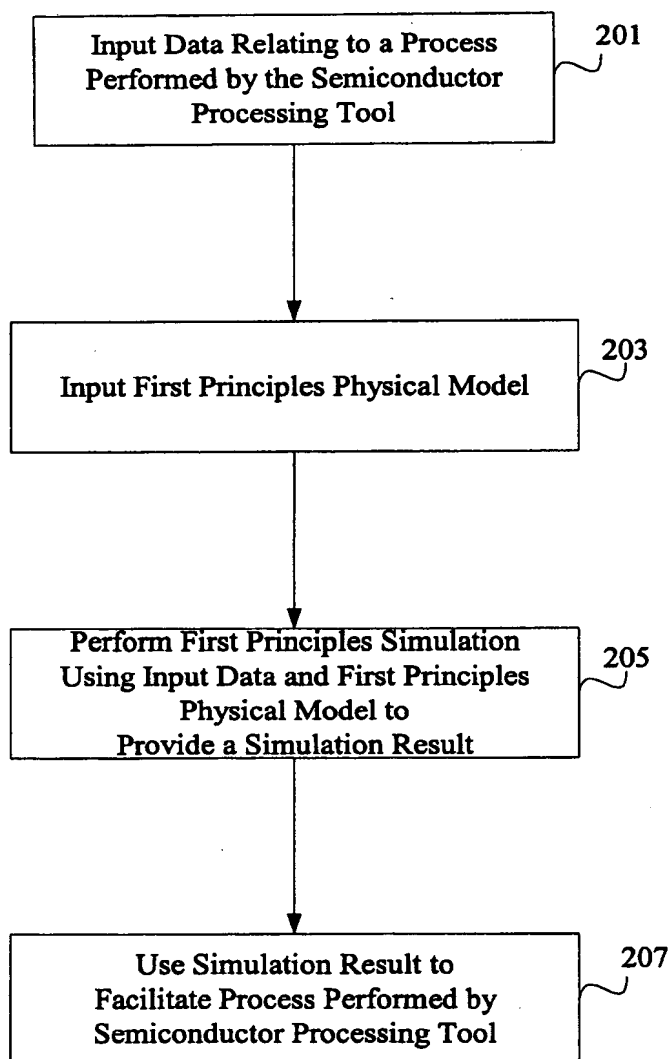 Input Data Relating to a Process
Performed by the Semiconductor
Processing Tool
201
Input First Principles Physical Model
203
Perform First Principles Simulation
Using Input Data and First Principles
Physical Model to
Provide a Simulation Result
205
Use Simulation Result to
Facilitate Process Performed by
Semiconductor Processing Tool
207